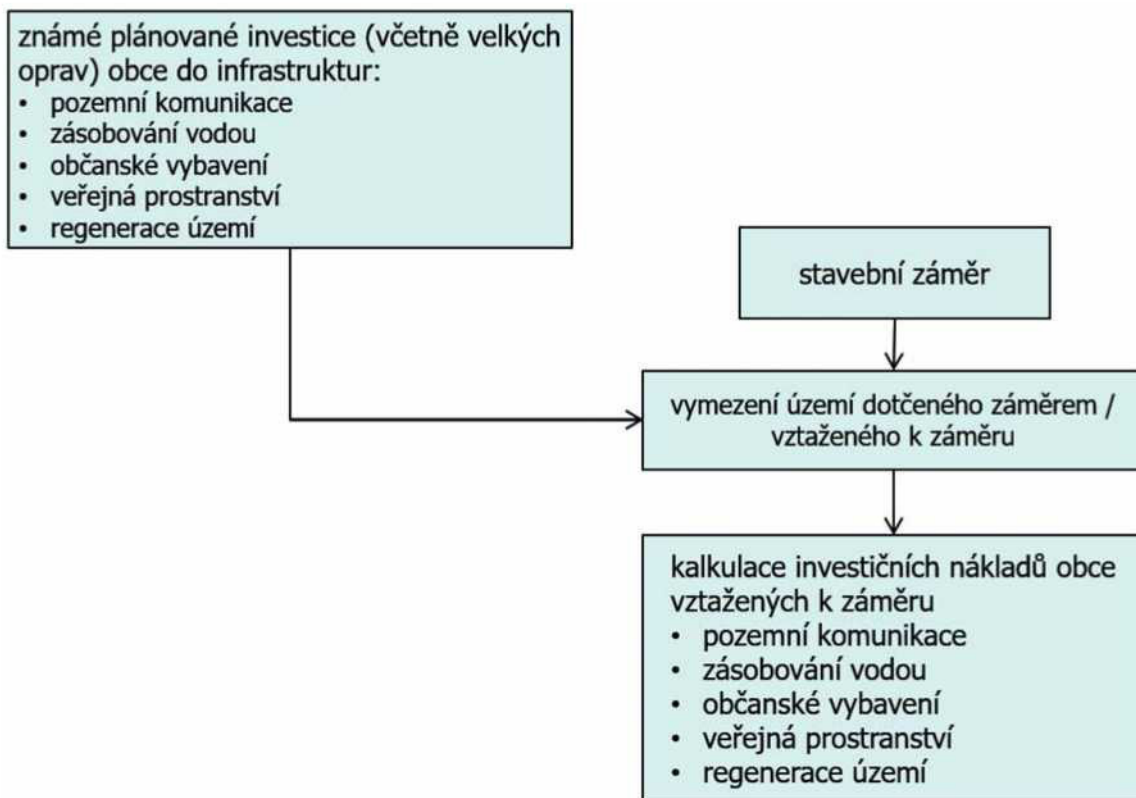 známé plánované investice (včetně velkých
oprav) obce do infrastruktur:
• pozemní komunikace
• zásobování vodou
• občanské vybavení
• veřejná prostranství
• regenerace území
stavební záměr
vymezení území dotčeného záměrem /
vztaženého k záměru
kalkulace investičních nákladů obce
vztažených k záměru
• pozemní komunikace
• zásobování vodou
• občanské vybavení
• veřejná prostranství
• regenerace území